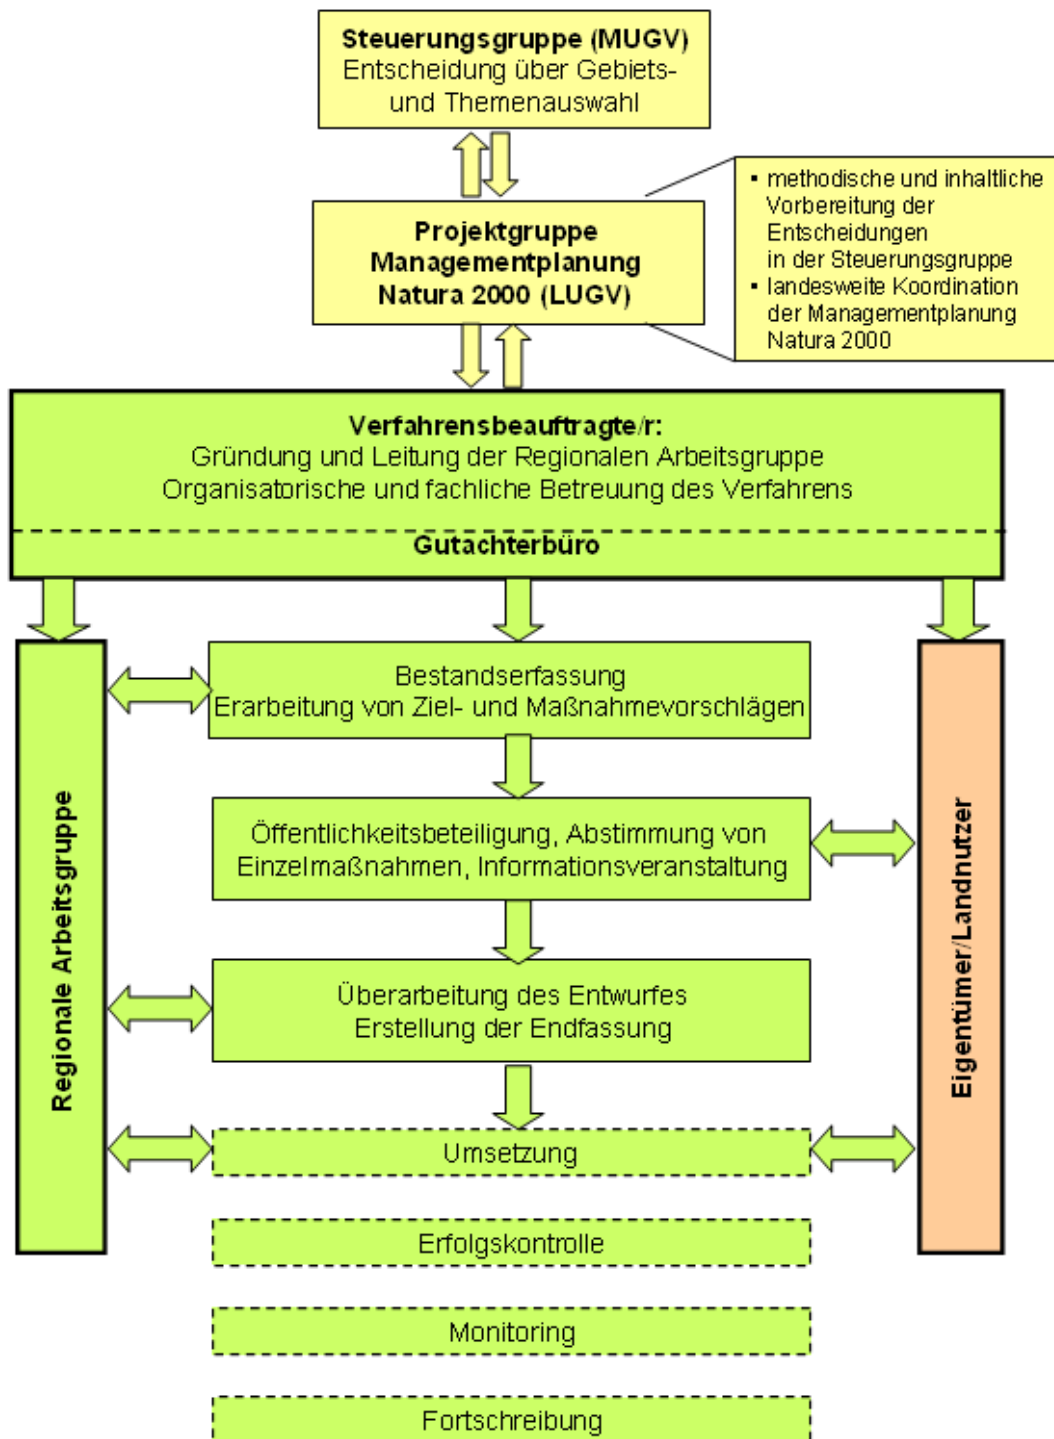 Steuerungsgruppe (MUGV)
Entscheidung über Gebiets-
und Themenauswahl
Projektgruppe
Managementplanung
Natura 2000 (LUGV)
▪ methodische und inhaltliche
Vorbereitung der
Entscheidungen
in der Steuerungsgruppe
▪ landesweite Koordination
der Managementplanung
Natura 2000
Verfahrensbeauftragte/r:
Gründung und Leitung der Regionalen Arbeitsgruppe
Organisatorische und fachliche Betreuung des Verfahrens
Gutachterbüro
Regionale Arbeitsgruppe
Bestandserfassung
Erarbeitung von Ziel- und Maßnahmevorschlägen
Öffentlichkeitsbeteiligung, Abstimmung von
Einzelmaßnahmen, Informationsveranstaltung
Überarbeitung des Entwurfes
Erstellung der Endfassung
Umsetzung
Erfolgskontrolle
Monitoring
Fortschreibung
Eigentümer/Landnutzer